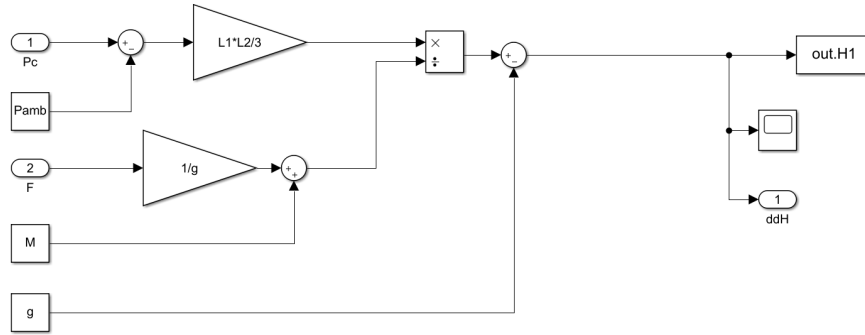 1
Pc
+
−
L1*L2/3
×
÷
+
−
out.H1
Pamb
2
F
1/g
+
+
1
ddH
M
g